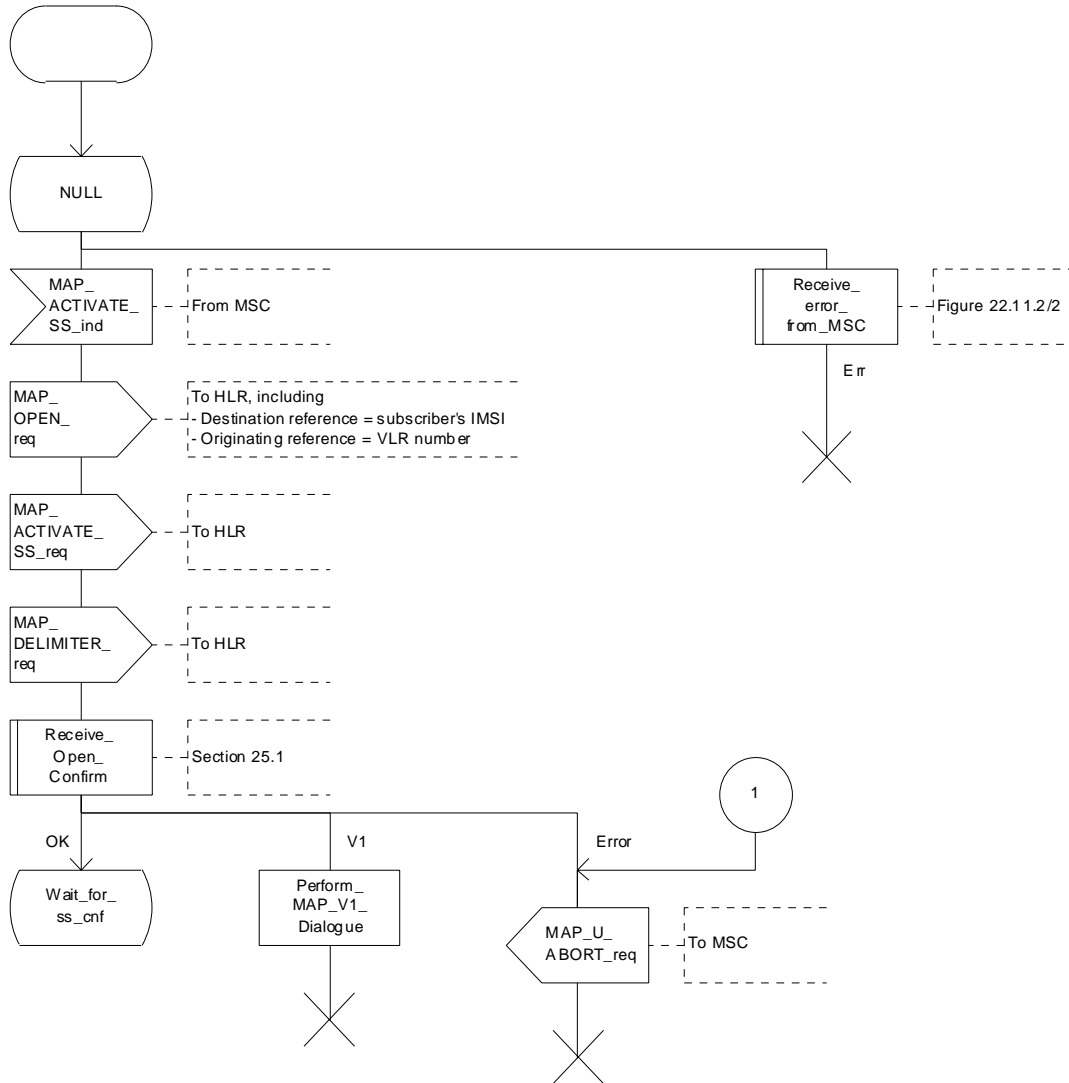 NULL
MAP_
ACTIVATE_
SS_ind
From MSC
Receive_
error_
from_MSC
Figure 22.11.2/2
Err
MAP_
OPEN_
req
To HLR, including
- Destination reference = subscriber's IMSI
- Originating reference = VLR number
MAP_
ACTIVATE_
SS_req
To HLR
MAP_
DELIMITER_
req
To HLR
Receive_
Open_
Confirm
Section 25.1
1
OK
V1
Error
Wait_for_
ss_cnf
Perform_
MAP_V1_
Dialogue
MAP_U_
ABORT_req
To MSC